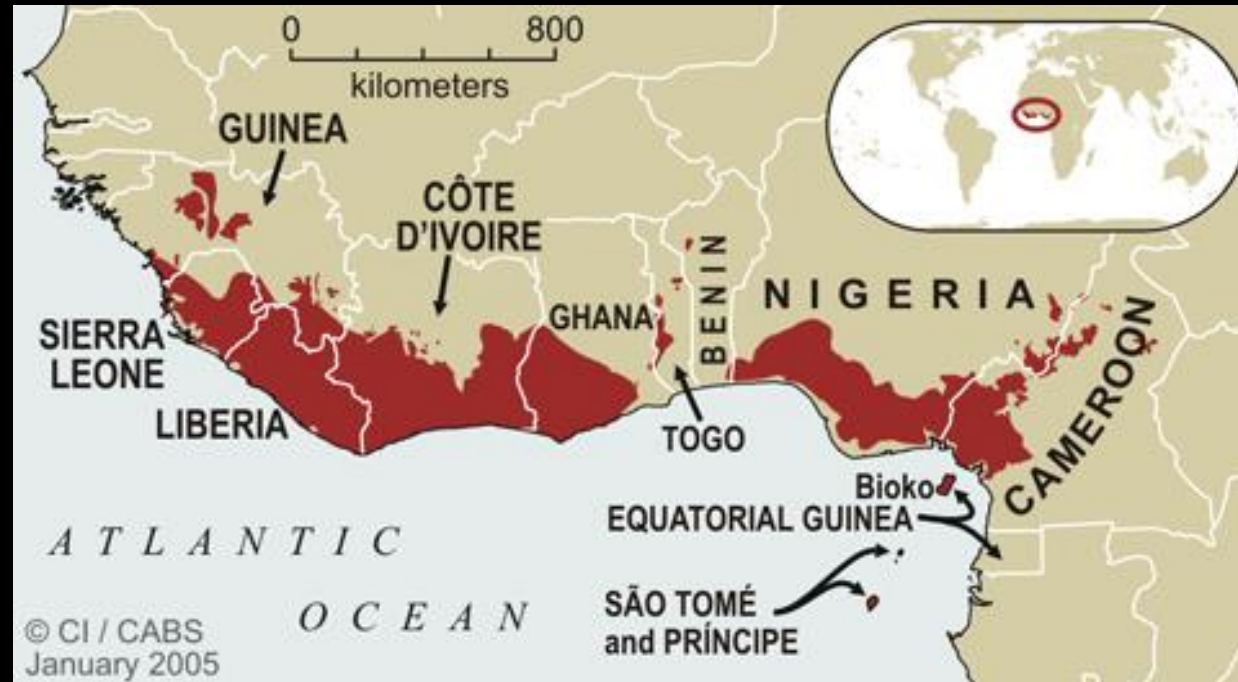 0 800
kilometers
GUINEA
CÔTE
D'IVOIRE
GHANA
BENIN
NIGERIA
SIERRA
LEONE
LIBERIA
TOGO
CAMEROON
Bioko
EQUATORIAL GUINEA
ATLANTIC
OCEAN
SÃO TOMÉ
and PRÍNCIPE
© CI / CABS
January 2005